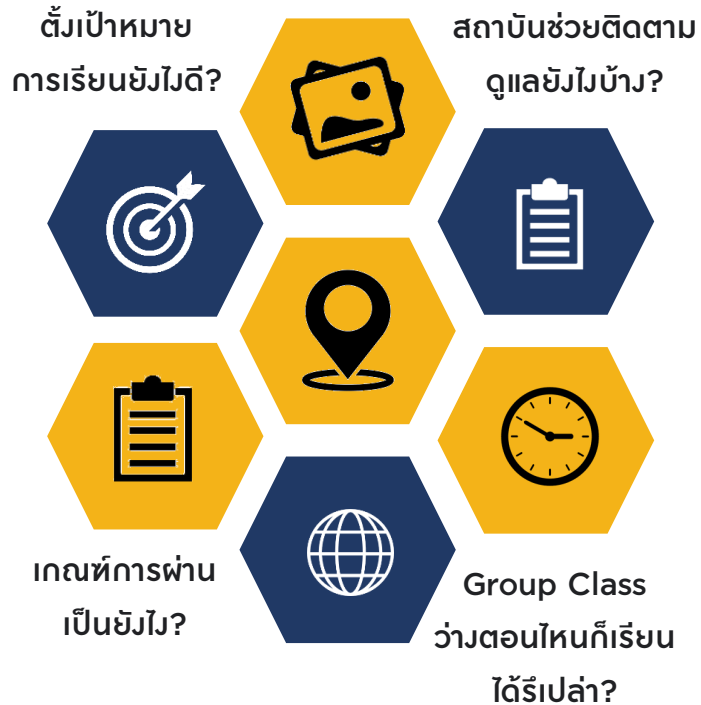 ตั้งเป้าหมาย
การเรียนยังไงดี?
สถาบันช่วยติดตาม
ดูแลยังไงบ้าง?
เกณฑ์การผ่าน
เป็นยังไง?
Group Class
ว่างตอนไหนก็เรียน
ได้รึเปล่า?